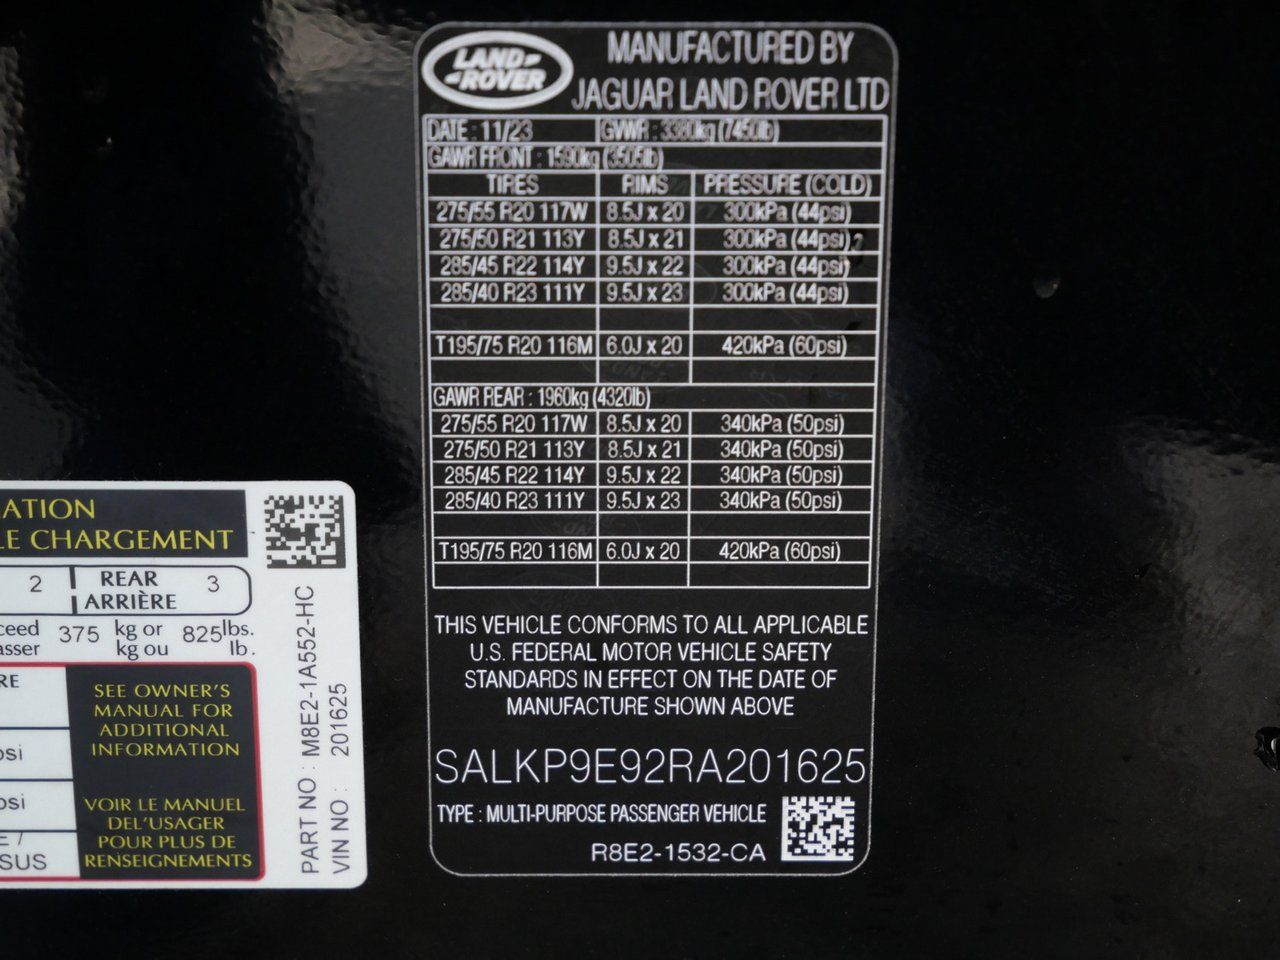 LAND
ROVER
MANUFACTURED BY
JAGUAR LAND ROVER LTD
DATE : 11/23 GVWR : 3380kg (7450lb)
GAWR FRONT : 1590kg (3505lb)
TIRES RIMS PRESSURE (COLD)
275/55 R20 117W 8.5J x 20 300kPa (44psi)
275/50 R21 113Y 8.5J x 21 300kPa (44psi)
285/45 R22 114Y 9.5J x 22 300kPa (44psi)
285/40 R23 111Y 9.5J x 23 300kPa (44psi)
T195/75 R20 116M 6.0J x 20 420kPa (60psi)
GAWR REAR : 1960kg (4320lb)
275/55 R20 117W 8.5J x 20 340kPa (50psi)
275/50 R21 113Y 8.5J x 21 340kPa (50psi)
285/45 R22 114Y 9.5J x 22 340kPa (50psi)
285/40 R23 111Y 9.5J x 23 340kPa (50psi)
T195/75 R20 116M 6.0J x 20 420kPa (60psi)
THIS VEHICLE CONFORMS TO ALL APPLICABLE
U.S. FEDERAL MOTOR VEHICLE SAFETY
STANDARDS IN EFFECT ON THE DATE OF
MANUFACTURE SHOWN ABOVE
SALKP9E92RA201625
TYPE : MULTI-PURPOSE PASSENGER VEHICLE
R8E2-1532-CA
ATION
LE CHARGEMENT
2 REAR 3
ARRIÈRE
ceed 375 kg or 825 lbs.
asser kg ou lb.
RE
SEE OWNER'S
MANUAL FOR
ADDITIONAL
INFORMATION
psi
psi
VOIR LE MANUEL
DEL'USAGER
POUR PLUS DE
RENSEIGNEMENTS
E /
SUS
PART NO : M8E2-1A552-HC
VIN NO : 201625